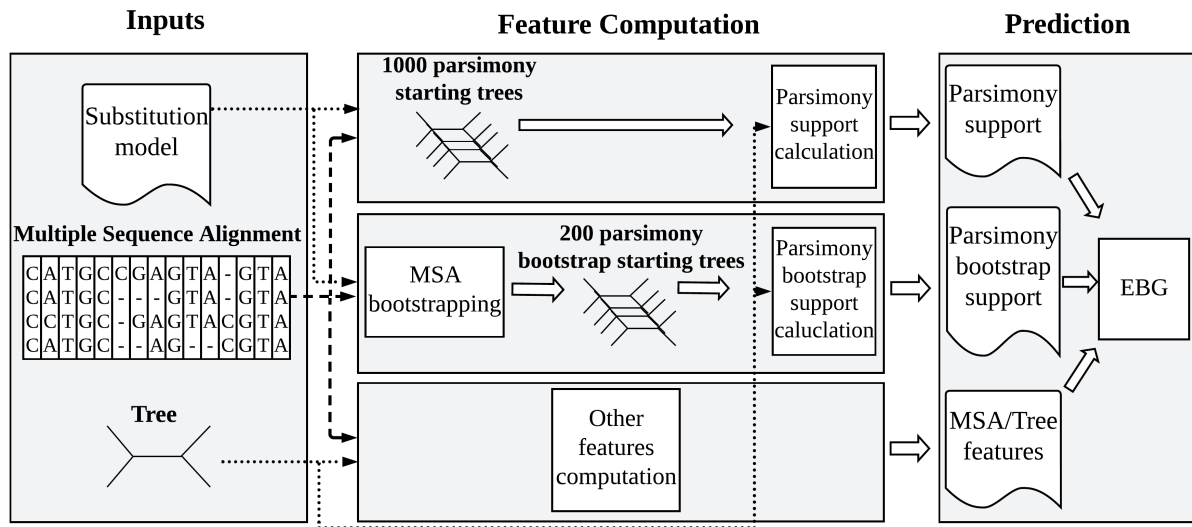 Inputs
Feature Computation
Prediction
Substitution
model
Multiple Sequence Alignment
CATGCCGAGTA-GTA
CATGC---GTA-GTA
CCTGC-GAGTACGTA
CATGC--AG--CGTA
Tree
1000 parsimony
starting trees
Parsimony
support
calculation
MSA
bootstrapping
200 parsimony
bootstrap starting trees
Parsimony
bootstrap
support
caluclation
Other
features
computation
Parsimony
support
Parsimony
bootstrap
support
MSA/Tree
features
EBG